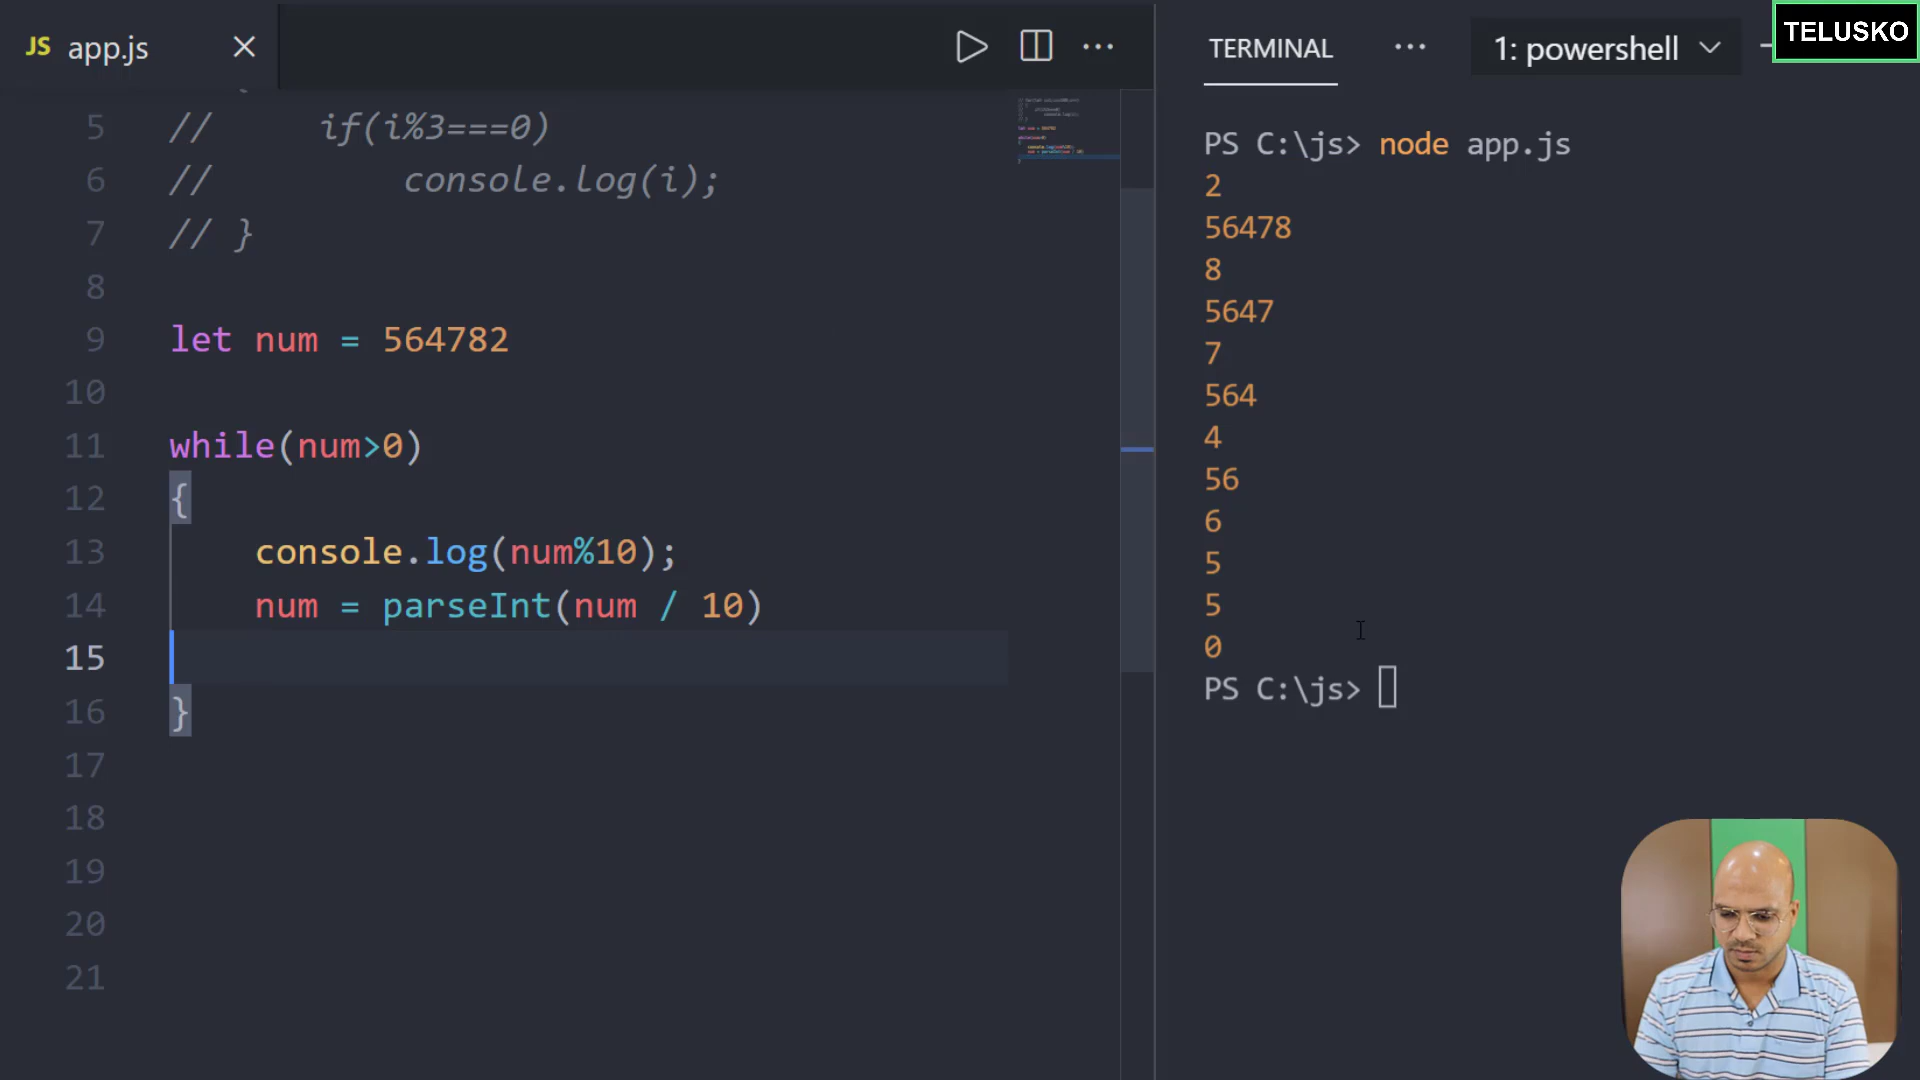 JS app.js
5 //     if(i%3===0)
6 //         console.log(i);
7 // }
8
9 let num = 564782
10
11 while(num>0)
12 {
13     console.log(num%10);
14     num = parseInt(num / 10)
15
16 }
17
18
19
20
21
TERMINAL ... 1: powershell
TELUSKO
PS C:\js> node app.js
2
56478
8
5647
7
564
4
56
6
5
5
0
PS C:\js>